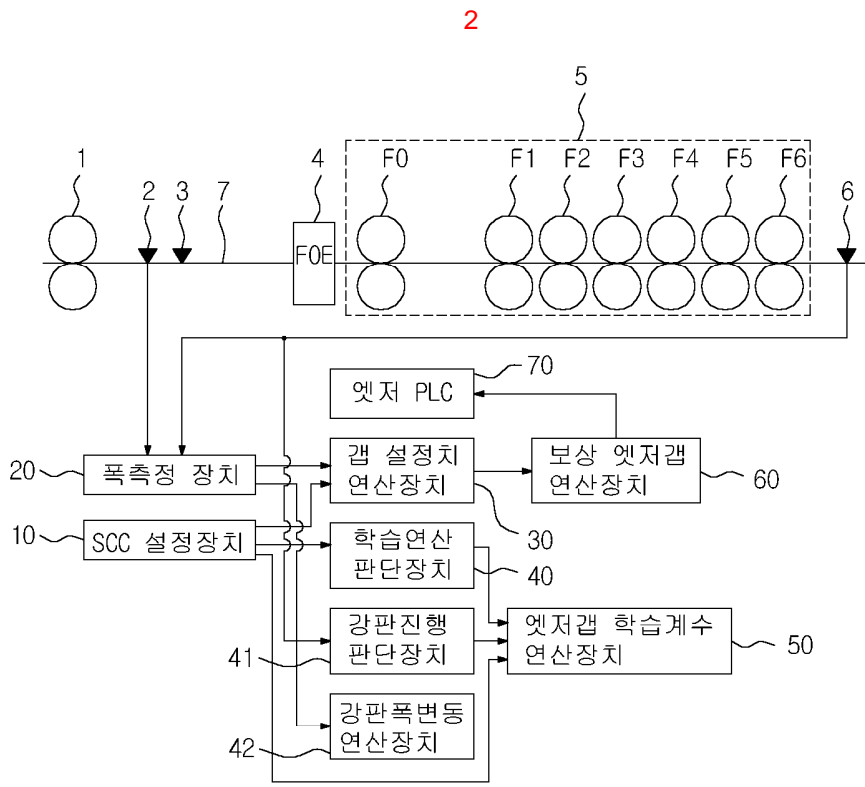 2
5
1
2
3
7
4
F0
F1
F2
F3
F4
F5
F6
6
FOE
엣저 PLC
70
20
폭측정 장치
갭 설정치
연산장치
30
보상 엣저갭
연산장치
60
10
SCC 설정장치
학습연산
판단장치
40
강판진행
판단장치
41
엣저갭 학습계수
연산장치
50
강판폭변동
연산장치
42